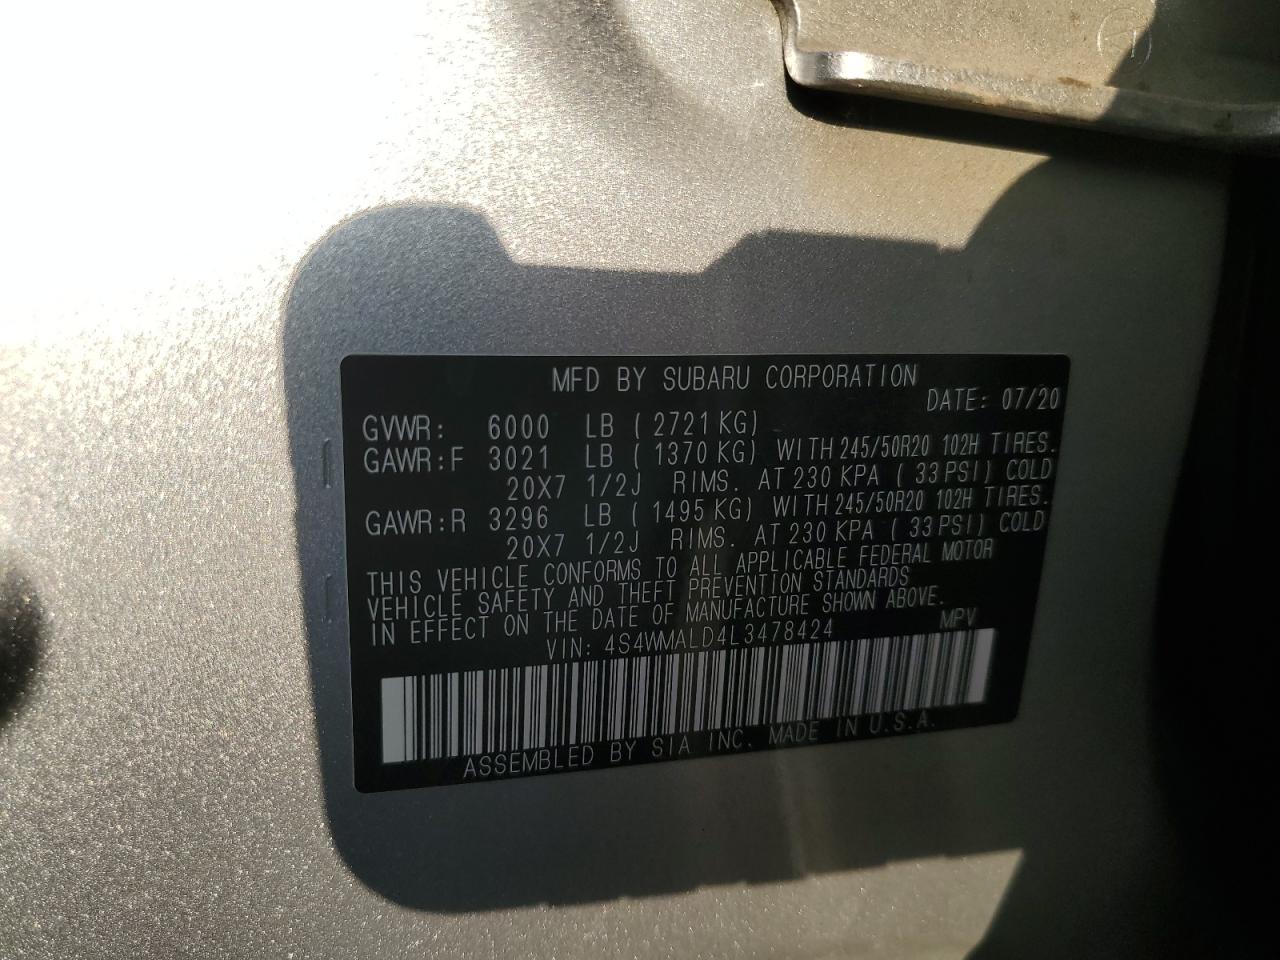 MFD BY SUBARU CORPORATION
DATE: 07/20
GVWR: 6000 LB ( 2721 KG)
GAWR:F 3021 LB ( 1370 KG) WITH 245/50R20 102H TIRES.
20X7 1/2J RIMS. AT 230 KPA ( 33 PSI) COLD
GAWR:R 3296 LB ( 1495 KG) WITH 245/50R20 102H TIRES.
20X7 1/2J RIMS. AT 230 KPA ( 33 PSI) COLD
THIS VEHICLE CONFORMS TO ALL APPLICABLE FEDERAL MOTOR
VEHICLE SAFETY AND THEFT PREVENTION STANDARDS
IN EFFECT ON THE DATE OF MANUFACTURE SHOWN ABOVE.
VIN: 4S4WMALD4L3478424 MPV
ASSEMBLED BY SIA INC. MADE IN U.S.A.